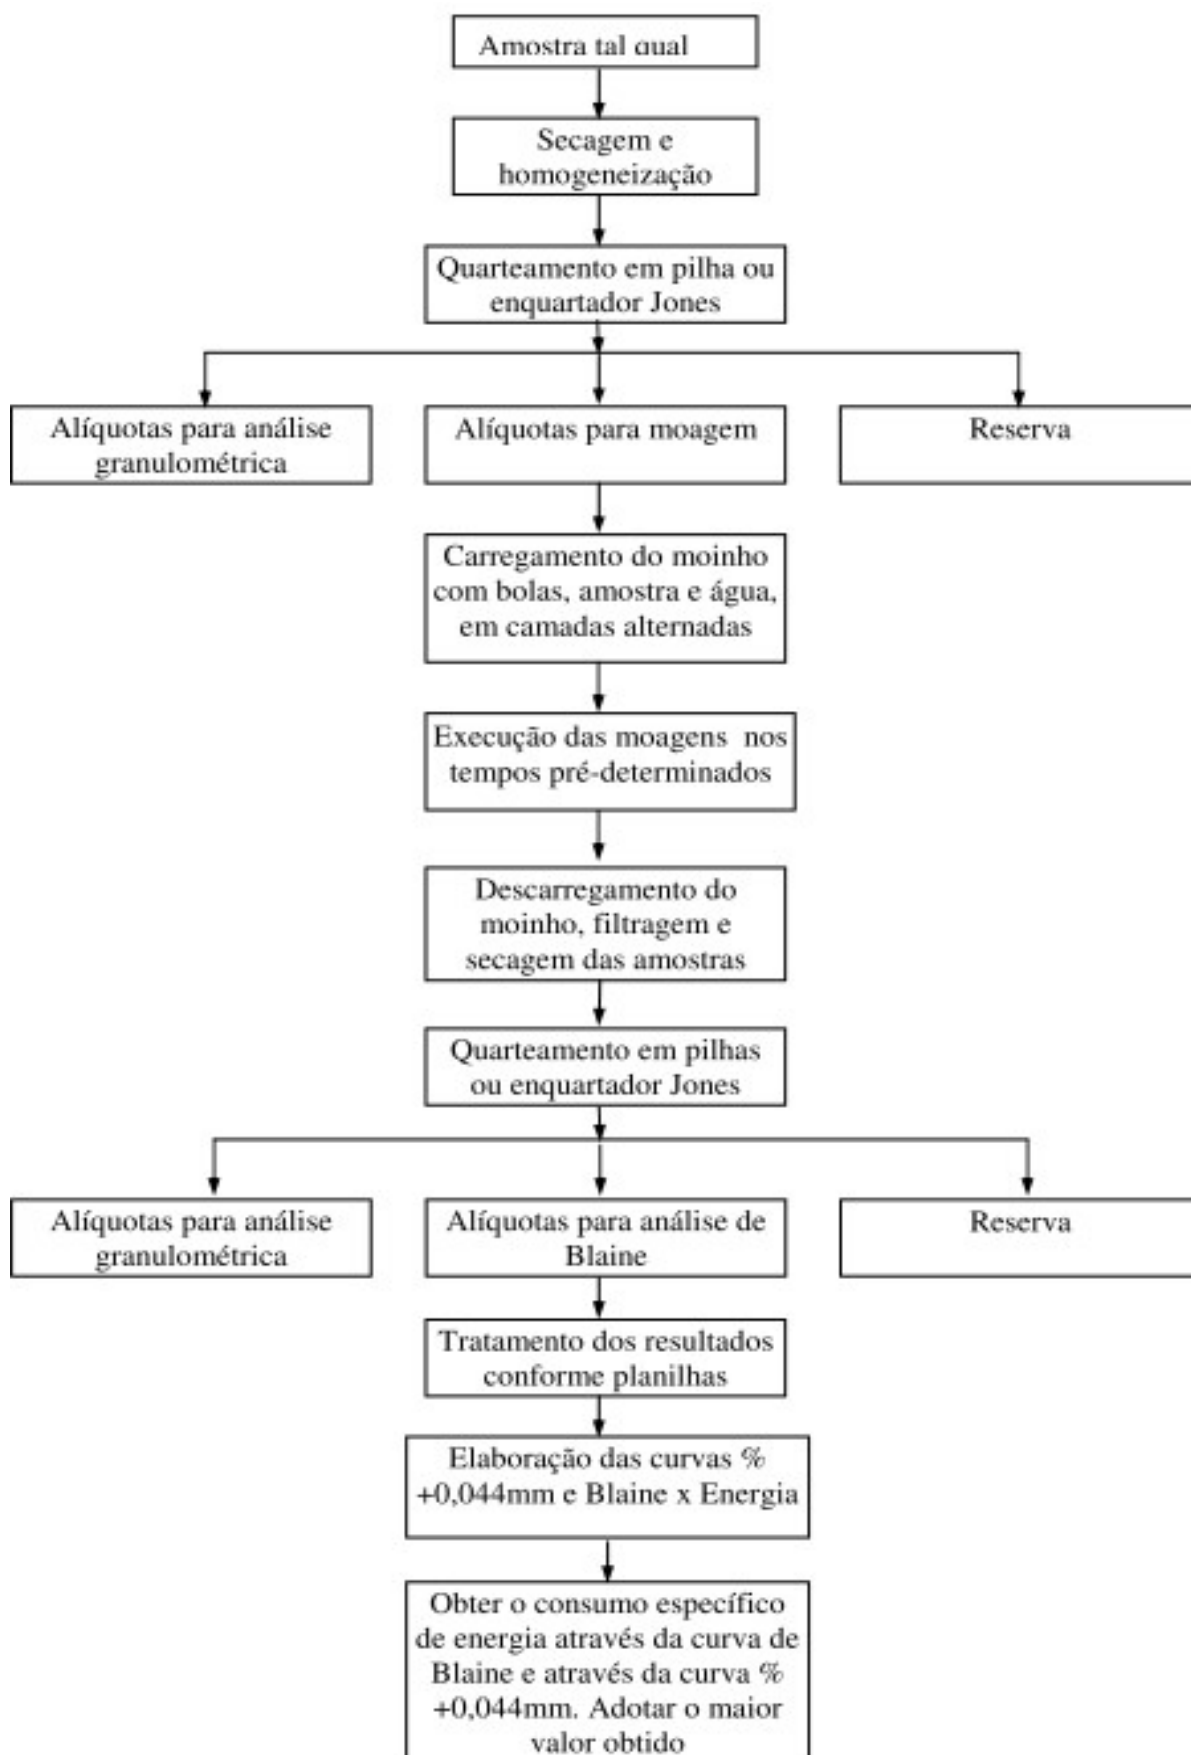 Amostra tal qual
Secagem e
homogeneização
Quarteamento em pilha ou
enquartador Jones
Alíquotas para análise
granulométrica
Alíquotas para moagem
Reserva
Carregamento do moinho
com bolas, amostra e água,
em camadas alternadas
Execução das moagens nos
tempos pré-determinados
Descarregamento do
moinho, filtragem e
secagem das amostras
Quarteamento em pilhas
ou enquartador Jones
Alíquotas para análise
granulométrica
Alíquotas para análise de
Blaine
Reserva
Tratamento dos resultados
conforme planilhas
Elaboração das curvas %
+0,044mm e Blaine x Energia
Obter o consumo específico
de energia através da curva de
Blaine e através da curva %
+0,044mm. Adotar o maior
valor obtido